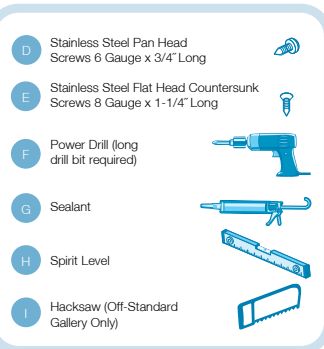 D
Stainless Steel Pan Head
Screws 6 Gauge x 3/4˝ Long
E
Stainless Steel Flat Head Countersunk
Screws 8 Gauge x 1-1/4˝ Long
F
Power Drill (long
drill bit required)
G
Sealant
H
Spirit Level
I
Hacksaw (Off-Standard
Gallery Only)